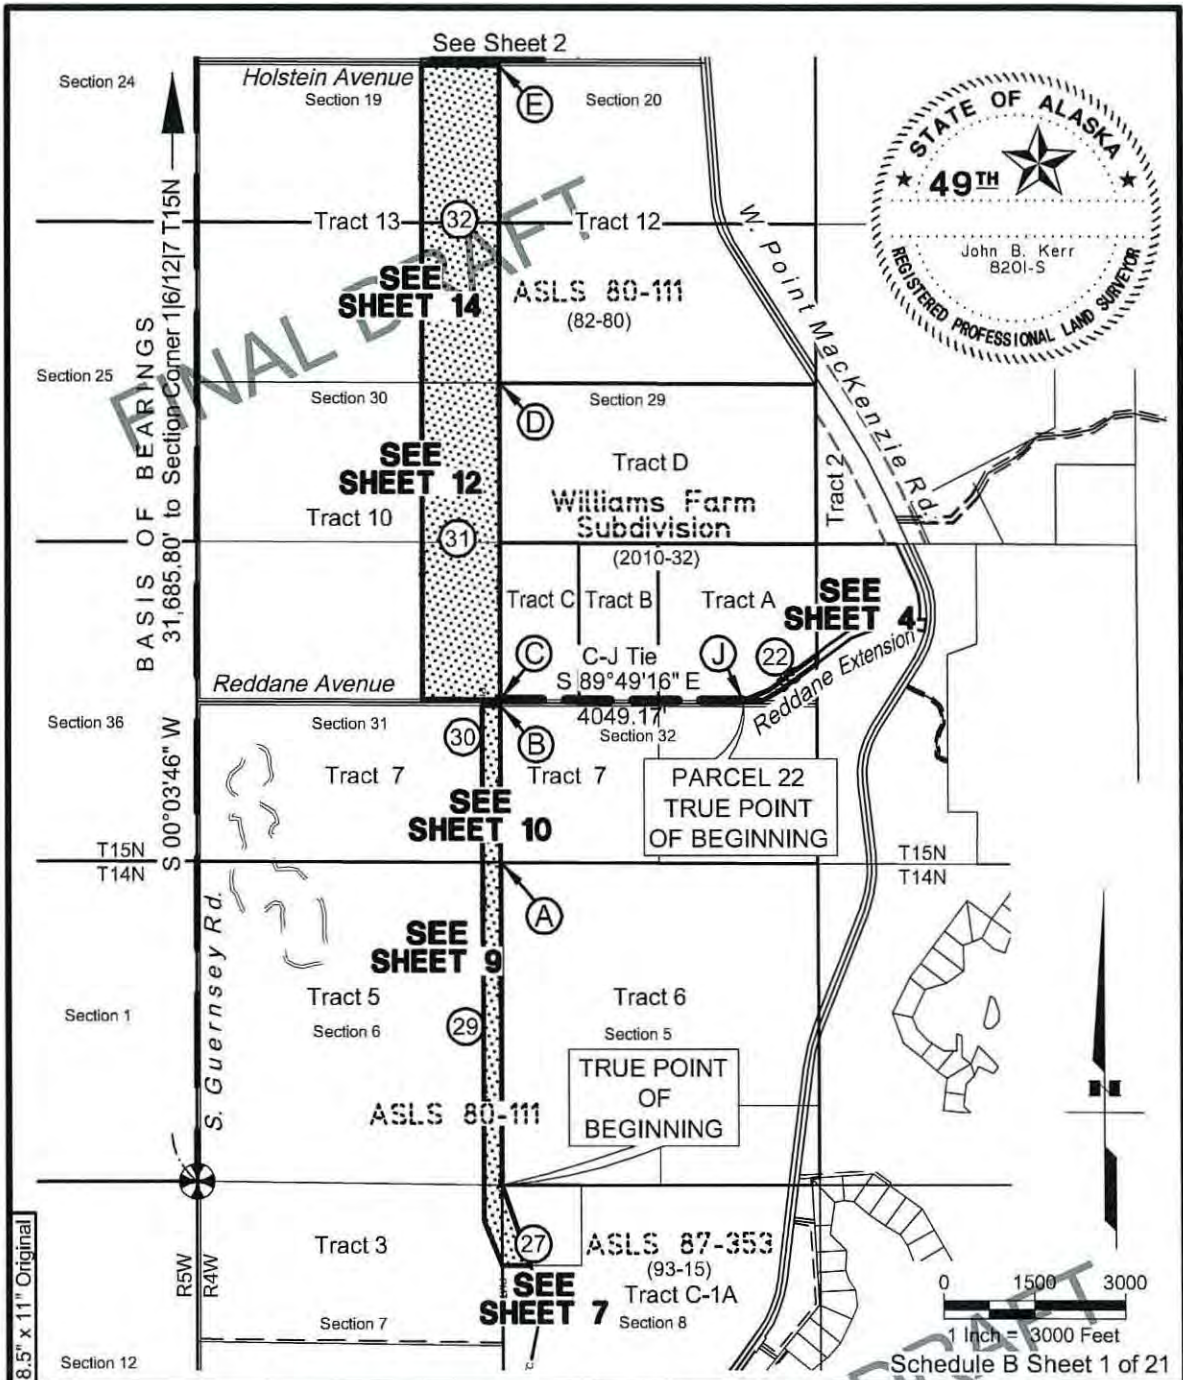 See Sheet 2
Section 24
Holstein Avenue
Section 19
E
Section 20
STATE OF ALASKA
49TH
John B. Kerr
8201-S
REGISTERED PROFESSIONAL LAND SURVEYOR
Tract 13
32
Tract 12
W. Point MacKenzie Rd.
SEE
SHEET 14
ASLS 80-111
(82-80)
FINAL DRAFT
BASIS OF BEARINGS
S 00°03'46" W 31,685.80' to Section Corner 1|6/12|7 T15N
Section 25
Section 30
D
Section 29
SEE
SHEET 12
Tract D
Williams Farm
Subdivision
(2010-32)
Tract 2
Tract 10
31
Tract C
Tract B
Tract A
SEE
SHEET 4
C
C-J Tie
S 89°49'16" E
4049.17'
J
22
Reddane Extension
Reddane Avenue
Section 36
Section 31
30
B
Section 32
Tract 7
Tract 7
PARCEL 22
TRUE POINT
OF BEGINNING
SEE
SHEET 10
T15N
T14N
T15N
T14N
A
S. Guernsey Rd.
SEE
SHEET 9
Tract 5
Tract 6
Section 1
Section 6
29
Section 5
TRUE POINT
OF
BEGINNING
ASLS 80-111
Tract 3
27
ASLS 87-353
(93-15)
Tract C-1A
R5W
R4W
SEE
SHEET 7
Section 7
Section 8
Section 12
8.5" x 11" Original
N
0 1500 3000
1 Inch = 3000 Feet
DRAFT
Schedule B Sheet 1 of 21